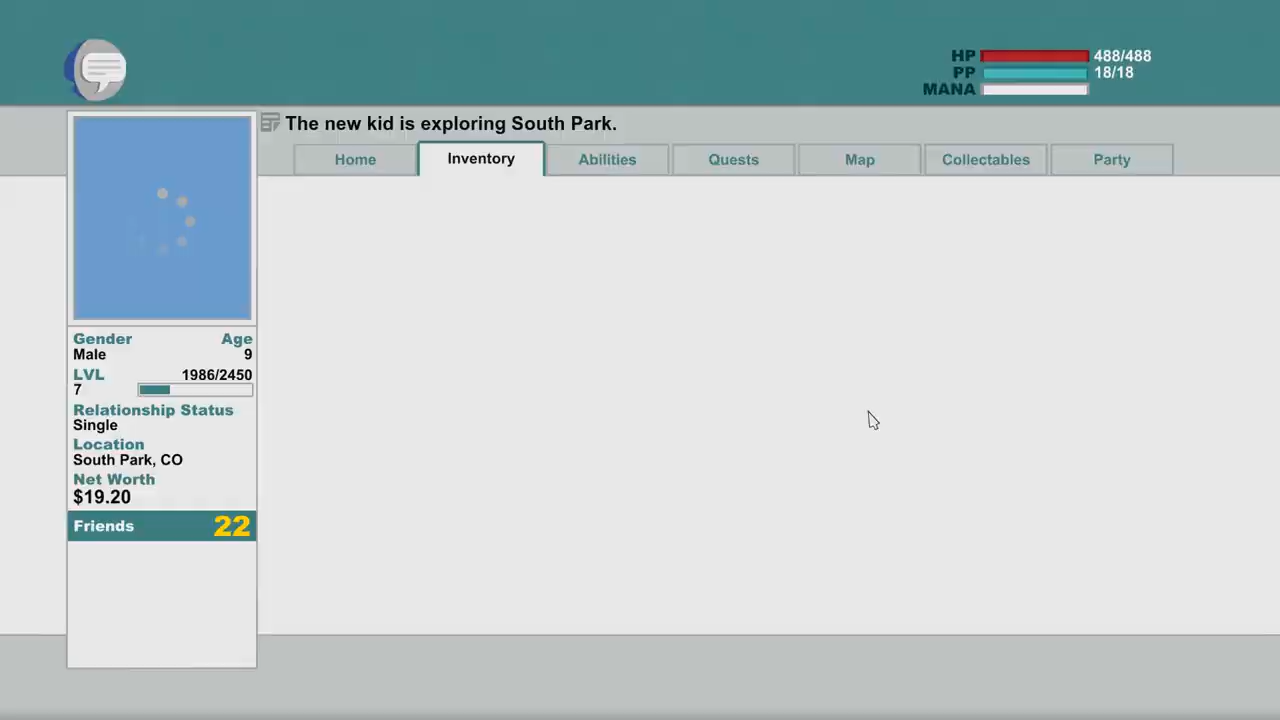 HP 488/488
PP 18/18
MANA
The new kid is exploring South Park.
Home Inventory Abilities Quests Map Collectables Party
Gender Age
Male 9
LVL 1986/2450
7
Relationship Status
Single
Location
South Park, CO
Net Worth
$19.20
Friends 22